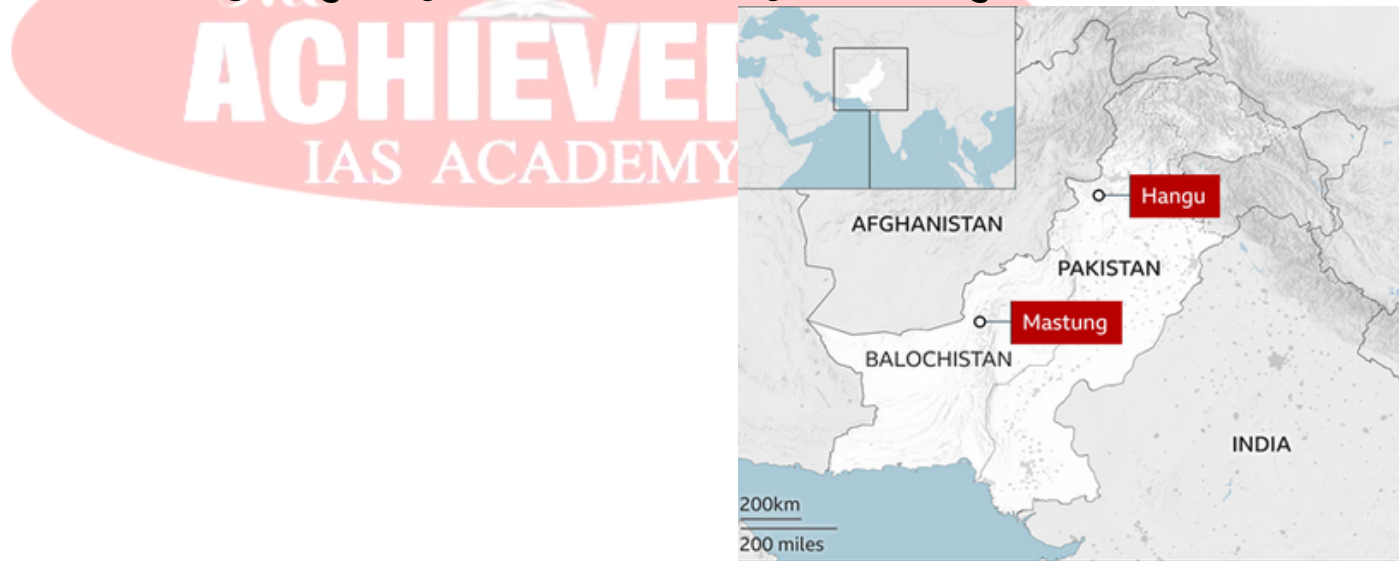 ACHIEVE
IAS ACADEMY
Hangu
AFGHANISTAN
PAKISTAN
Mastung
BALOCHISTAN
INDIA
200km
200 miles